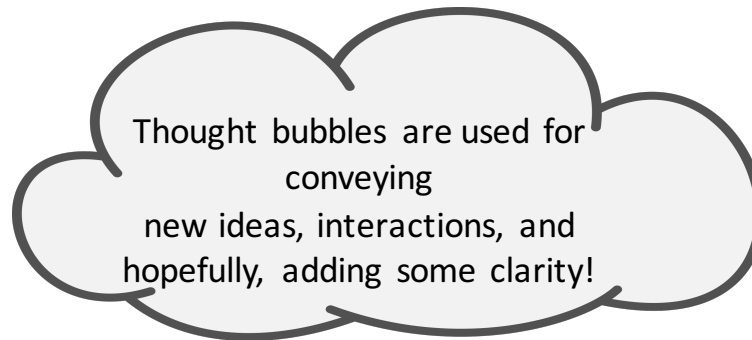 Thought bubbles are used for
conveying
new ideas, interactions, and
hopefully, adding some clarity!